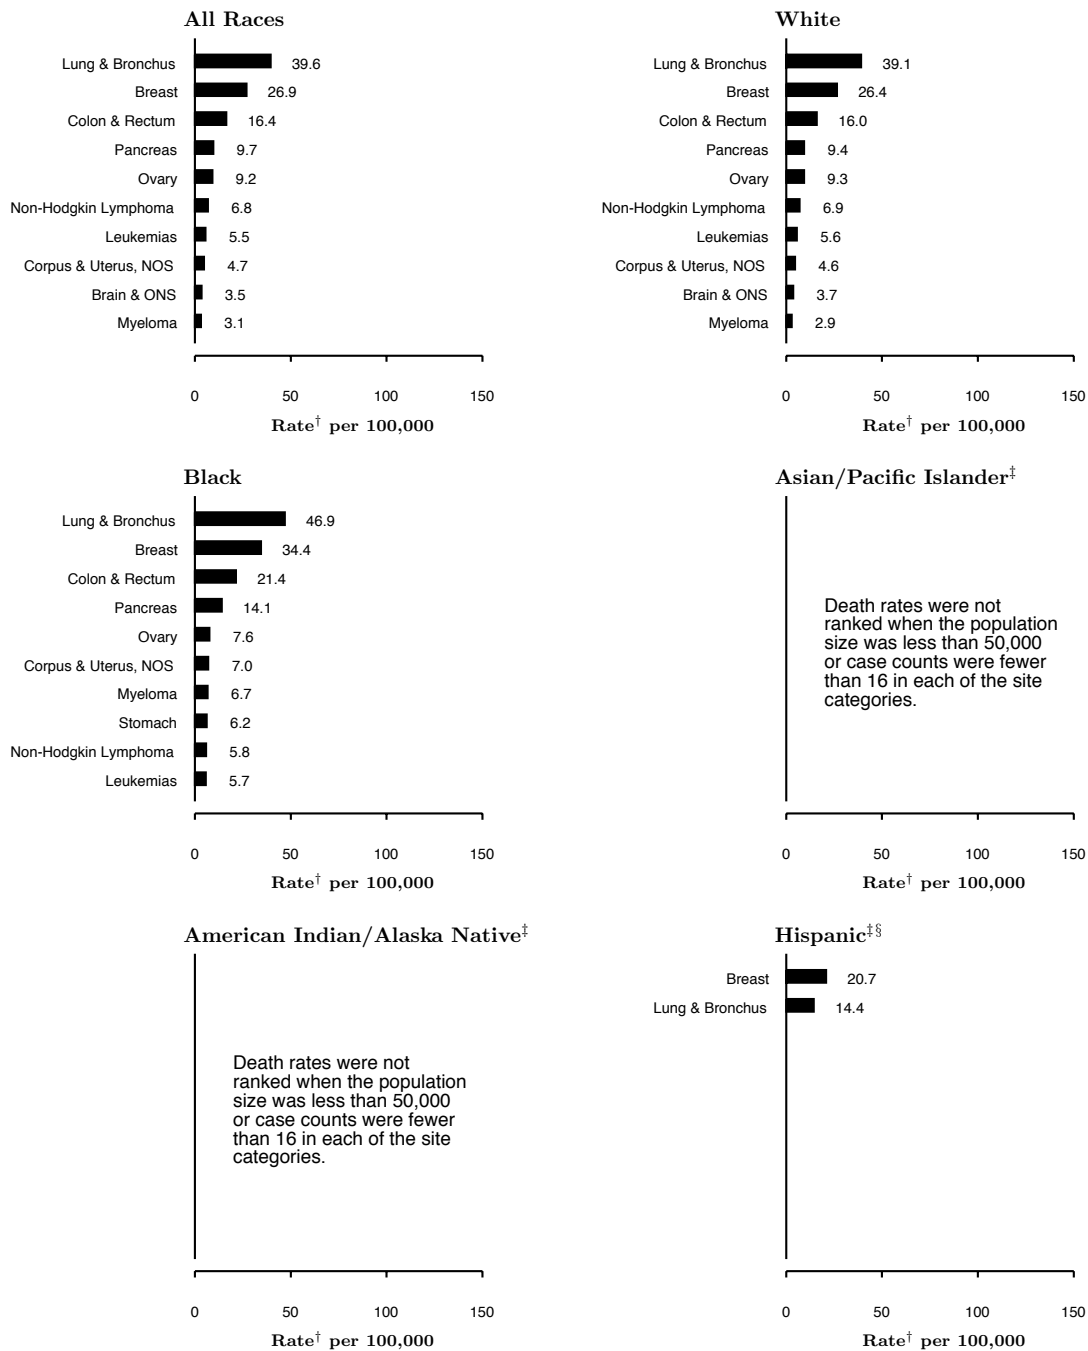 All Races
Lung & Bronchus 39.6
Breast 26.9
Colon & Rectum 16.4
Pancreas 9.7
Ovary 9.2
Non-Hodgkin Lymphoma 6.8
Leukemias 5.5
Corpus & Uterus, NOS 4.7
Brain & ONS 3.5
Myeloma 3.1
0 50 100 150
Rate† per 100,000
White
Lung & Bronchus 39.1
Breast 26.4
Colon & Rectum 16.0
Pancreas 9.4
Ovary 9.3
Non-Hodgkin Lymphoma 6.9
Leukemias 5.6
Corpus & Uterus, NOS 4.6
Brain & ONS 3.7
Myeloma 2.9
0 50 100 150
Rate† per 100,000
Black
Lung & Bronchus 46.9
Breast 34.4
Colon & Rectum 21.4
Pancreas 14.1
Ovary 7.6
Corpus & Uterus, NOS 7.0
Myeloma 6.7
Stomach 6.2
Non-Hodgkin Lymphoma 5.8
Leukemias 5.7
0 50 100 150
Rate† per 100,000
Asian/Pacific Islander‡
Death rates were not
ranked when the population
size was less than 50,000
or case counts were fewer
than 16 in each of the site
categories.
0 50 100 150
Rate† per 100,000
American Indian/Alaska Native‡
Death rates were not
ranked when the population
size was less than 50,000
or case counts were fewer
than 16 in each of the site
categories.
0 50 100 150
Rate† per 100,000
Hispanic‡§
Breast 20.7
Lung & Bronchus 14.4
0 50 100 150
Rate† per 100,000